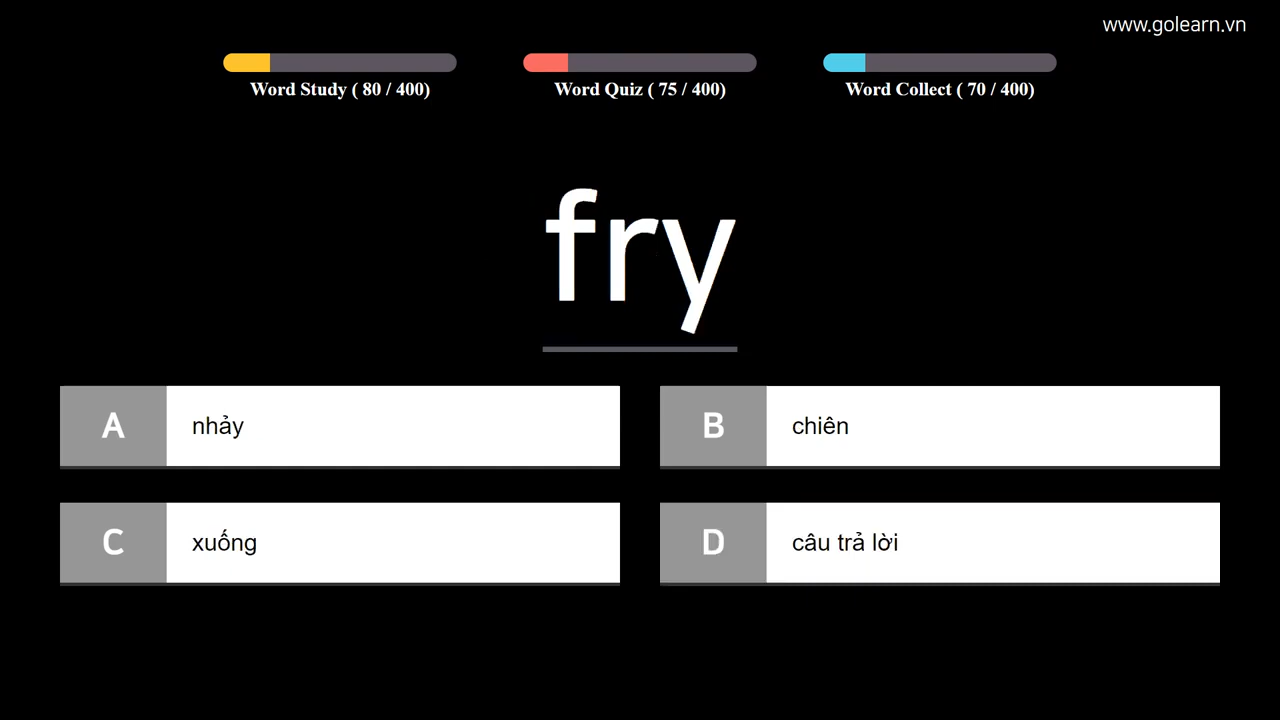 www.golearn.vn
Word Study ( 80 / 400)
Word Quiz ( 75 / 400)
Word Collect ( 70 / 400)
fry
A nhảy
B chiên
C xuống
D câu trả lời